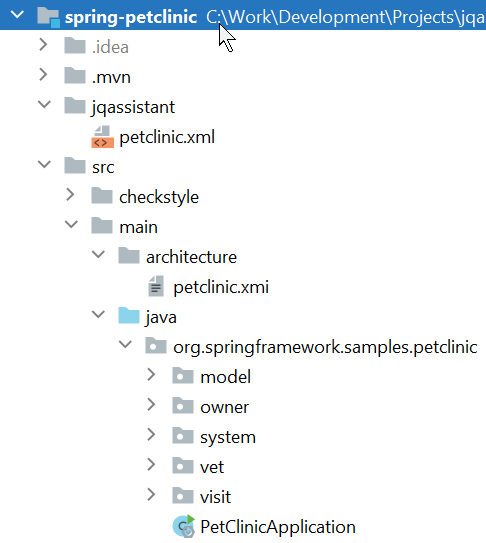 spring-petclinic C:\Work\Development\Projects\jqa
.idea
.mvn
jqassistant
petclinic.xml
src
checkstyle
main
architecture
petclinic.xmi
java
org.springframework.samples.petclinic
model
owner
system
vet
visit
PetClinicApplication